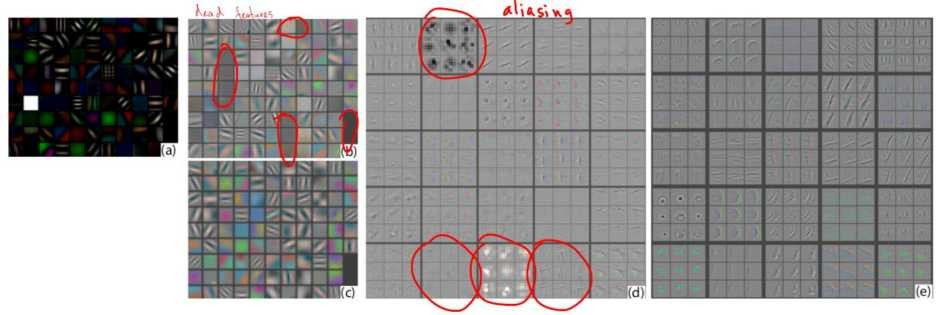 dead features
aliasing
(a)
(b)
(c)
(d)
(e)